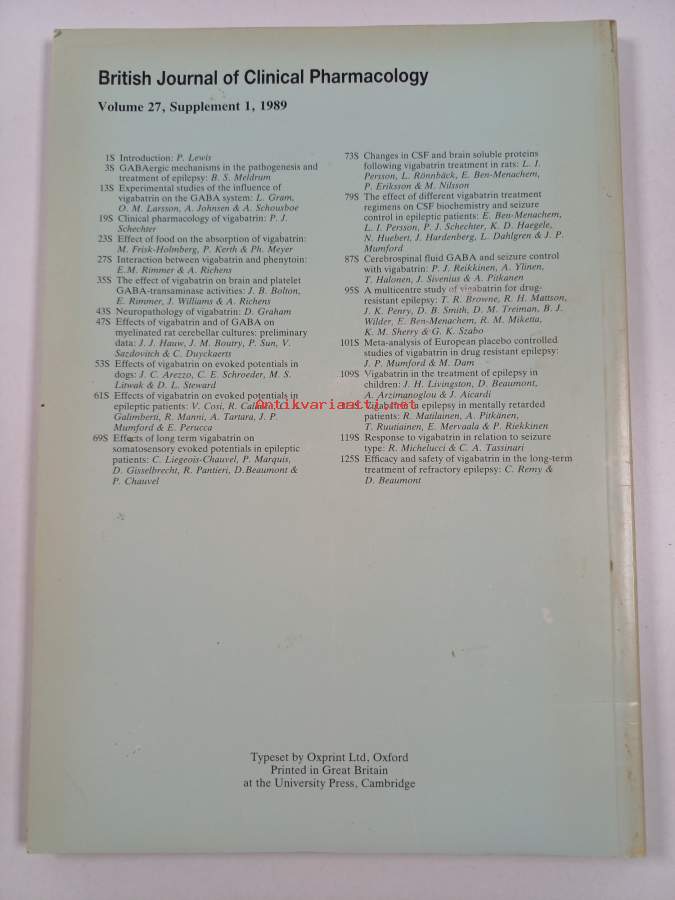 British Journal of Clinical Pharmacology
Volume 27, Supplement 1, 1989
1S Introduction: P. Lewis
3S GABAergic mechanisms in the pathogenesis and
treatment of epilepsy: B. S. Meldrum
13S Experimental studies of the influence of
vigabatrin on the GABA system: L. Gram,
O. M. Larsson, A. Johnsen & A. Schousboe
19S Clinical pharmacology of vigabatrin: P. J.
Schechter
23S Effect of food on the absorption of vigabatrin:
M. Frisk-Holmberg, P. Kerth & Ph. Meyer
27S Interaction between vigabatrin and phenytoin:
E.M. Rimmer & A. Richens
35S The effect of vigabatrin on brain and platelet
GABA-transaminase activities: J. B. Bolton,
E. Rimmer, J. Williams & A. Richens
43S Neuropathology of vigabatrin: D. Graham
47S Effects of vigabatrin and of GABA on
myelinated rat cerebellar cultures: preliminary
data: J. J. Hauw, J. M. Boutry, P. Sun, V.
Sazdovitch & C. Duyckaerts
53S Effects of vigabatrin on evoked potentials in
dogs: J. C. Arezzo, C. E. Schroeder, M. S.
Litwak & D. L. Steward
61S Effects of vigabatrin on evoked potentials in
epileptic patients: V. Cosi, R. Callieco, C.
Galimberti, R. Manni, A. Tartara, J. P.
Mumford & E. Perucca
69S Effects of long term vigabatrin on
somatosensory evoked potentials in epileptic
patients: C. Liegeois-Chauvel, P. Marquis,
D. Gisselbrecht, R. Pantieri, D.Beaumont &
P. Chauvel
73S Changes in CSF and brain soluble proteins
following vigabatrin treatment in rats: L. I.
Persson, L. Rönnbäck, E. Ben-Menachem,
P. Eriksson & M. Nilsson
79S The effect of different vigabatrin treatment
regimens on CSF biochemistry and seizure
control in epileptic patients: E. Ben-Menachem,
L. I. Persson, P. J. Schechter, K. D. Haegele,
N. Huebert, J. Hardenberg, L. Dahlgren & J. P.
Mumford
87S Cerebrospinal fluid GABA and seizure control
with vigabatrin: P. J. Reikkinen, A. Ylinen,
T. Halonen, J. Sivenius & A. Pitkanen
95S A multicentre study of vigabatrin for drug-
resistant epilepsy: T. R. Browne, R. H. Mattson,
J. K. Penry, D. B. Smith, D. M. Treiman, B. J.
Wilder, E. Ben-Menachem, R. M. Miketta,
K. M. Sherry & G. K. Szabo
101S Meta-analysis of European placebo controlled
studies of vigabatrin in drug resistant epilepsy:
J. P. Mumford & M. Dam
109S Vigabatrin in the treatment of epilepsy in
children: J. H. Livingston, D. Beaumont,
A. Arzimanoglou & J. Aicardi
Vigabatrin in epilepsy in mentally retarded
patients: R. Matilainen, A. Pitkänen,
T. Ruutiainen, E. Mervaala & P. Riekkinen
119S Response to vigabatrin in relation to seizure
type: R. Michelucci & C. A. Tassinari
125S Efficacy and safety of vigabatrin in the long-term
treatment of refractory epilepsy: C. Remy &
D. Beaumont
Antikvariaatti.net
Typeset by Oxprint Ltd, Oxford
Printed in Great Britain
at the University Press, Cambridge